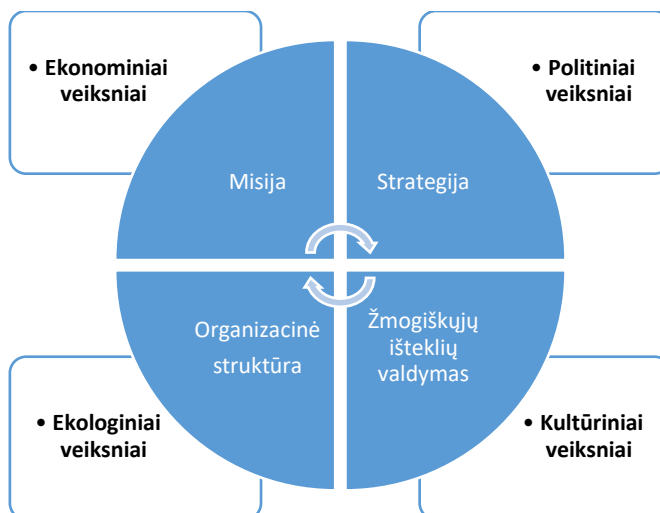 • Ekonominiai
veiksniai
• Politiniai
veiksniai
Misija
Strategija
Organizacinė
struktūra
Žmogiškųjų
išteklių
valdymas
• Ekologiniai
veiksniai
• Kultūriniai
veiksniai